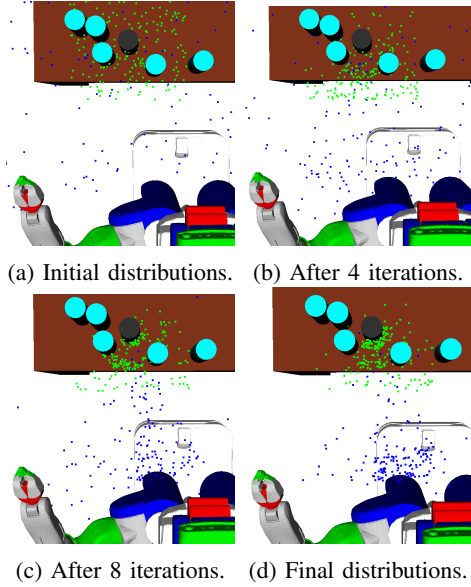 (a) Initial distributions.
(b) After 4 iterations.
(c) After 8 iterations.
(d) Final distributions.